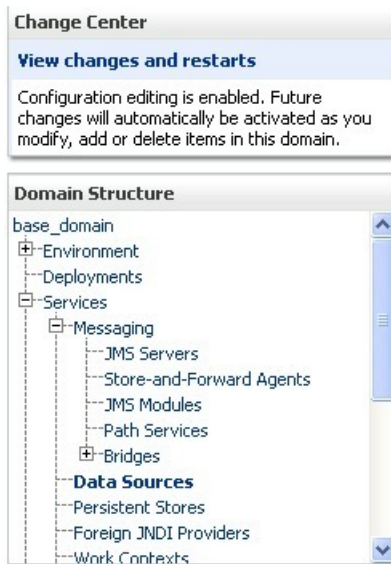 Change Center
View changes and restarts
Configuration editing is enabled. Future
changes will automatically be activated as you
modify, add or delete items in this domain.
Domain Structure
base_domain
Environment
Deployments
Services
Messaging
JMS Servers
Store-and-Forward Agents
JMS Modules
Path Services
Bridges
Data Sources
Persistent Stores
Foreign JNDI Providers
Work Contexts